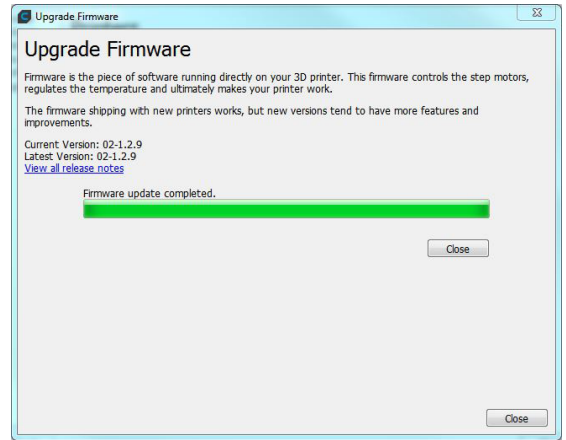 Upgrade Firmware
Upgrade Firmware
Firmware is the piece of software running directly on your 3D printer. This firmware controls the step motors,
regulates the temperature and ultimately makes your printer work.
The firmware shipping with new printers works, but new versions tend to have more features and
improvements.
Current Version: 02-1.2.9
Latest Version: 02-1.2.9
View all release notes
Firmware update completed.
Close
Close